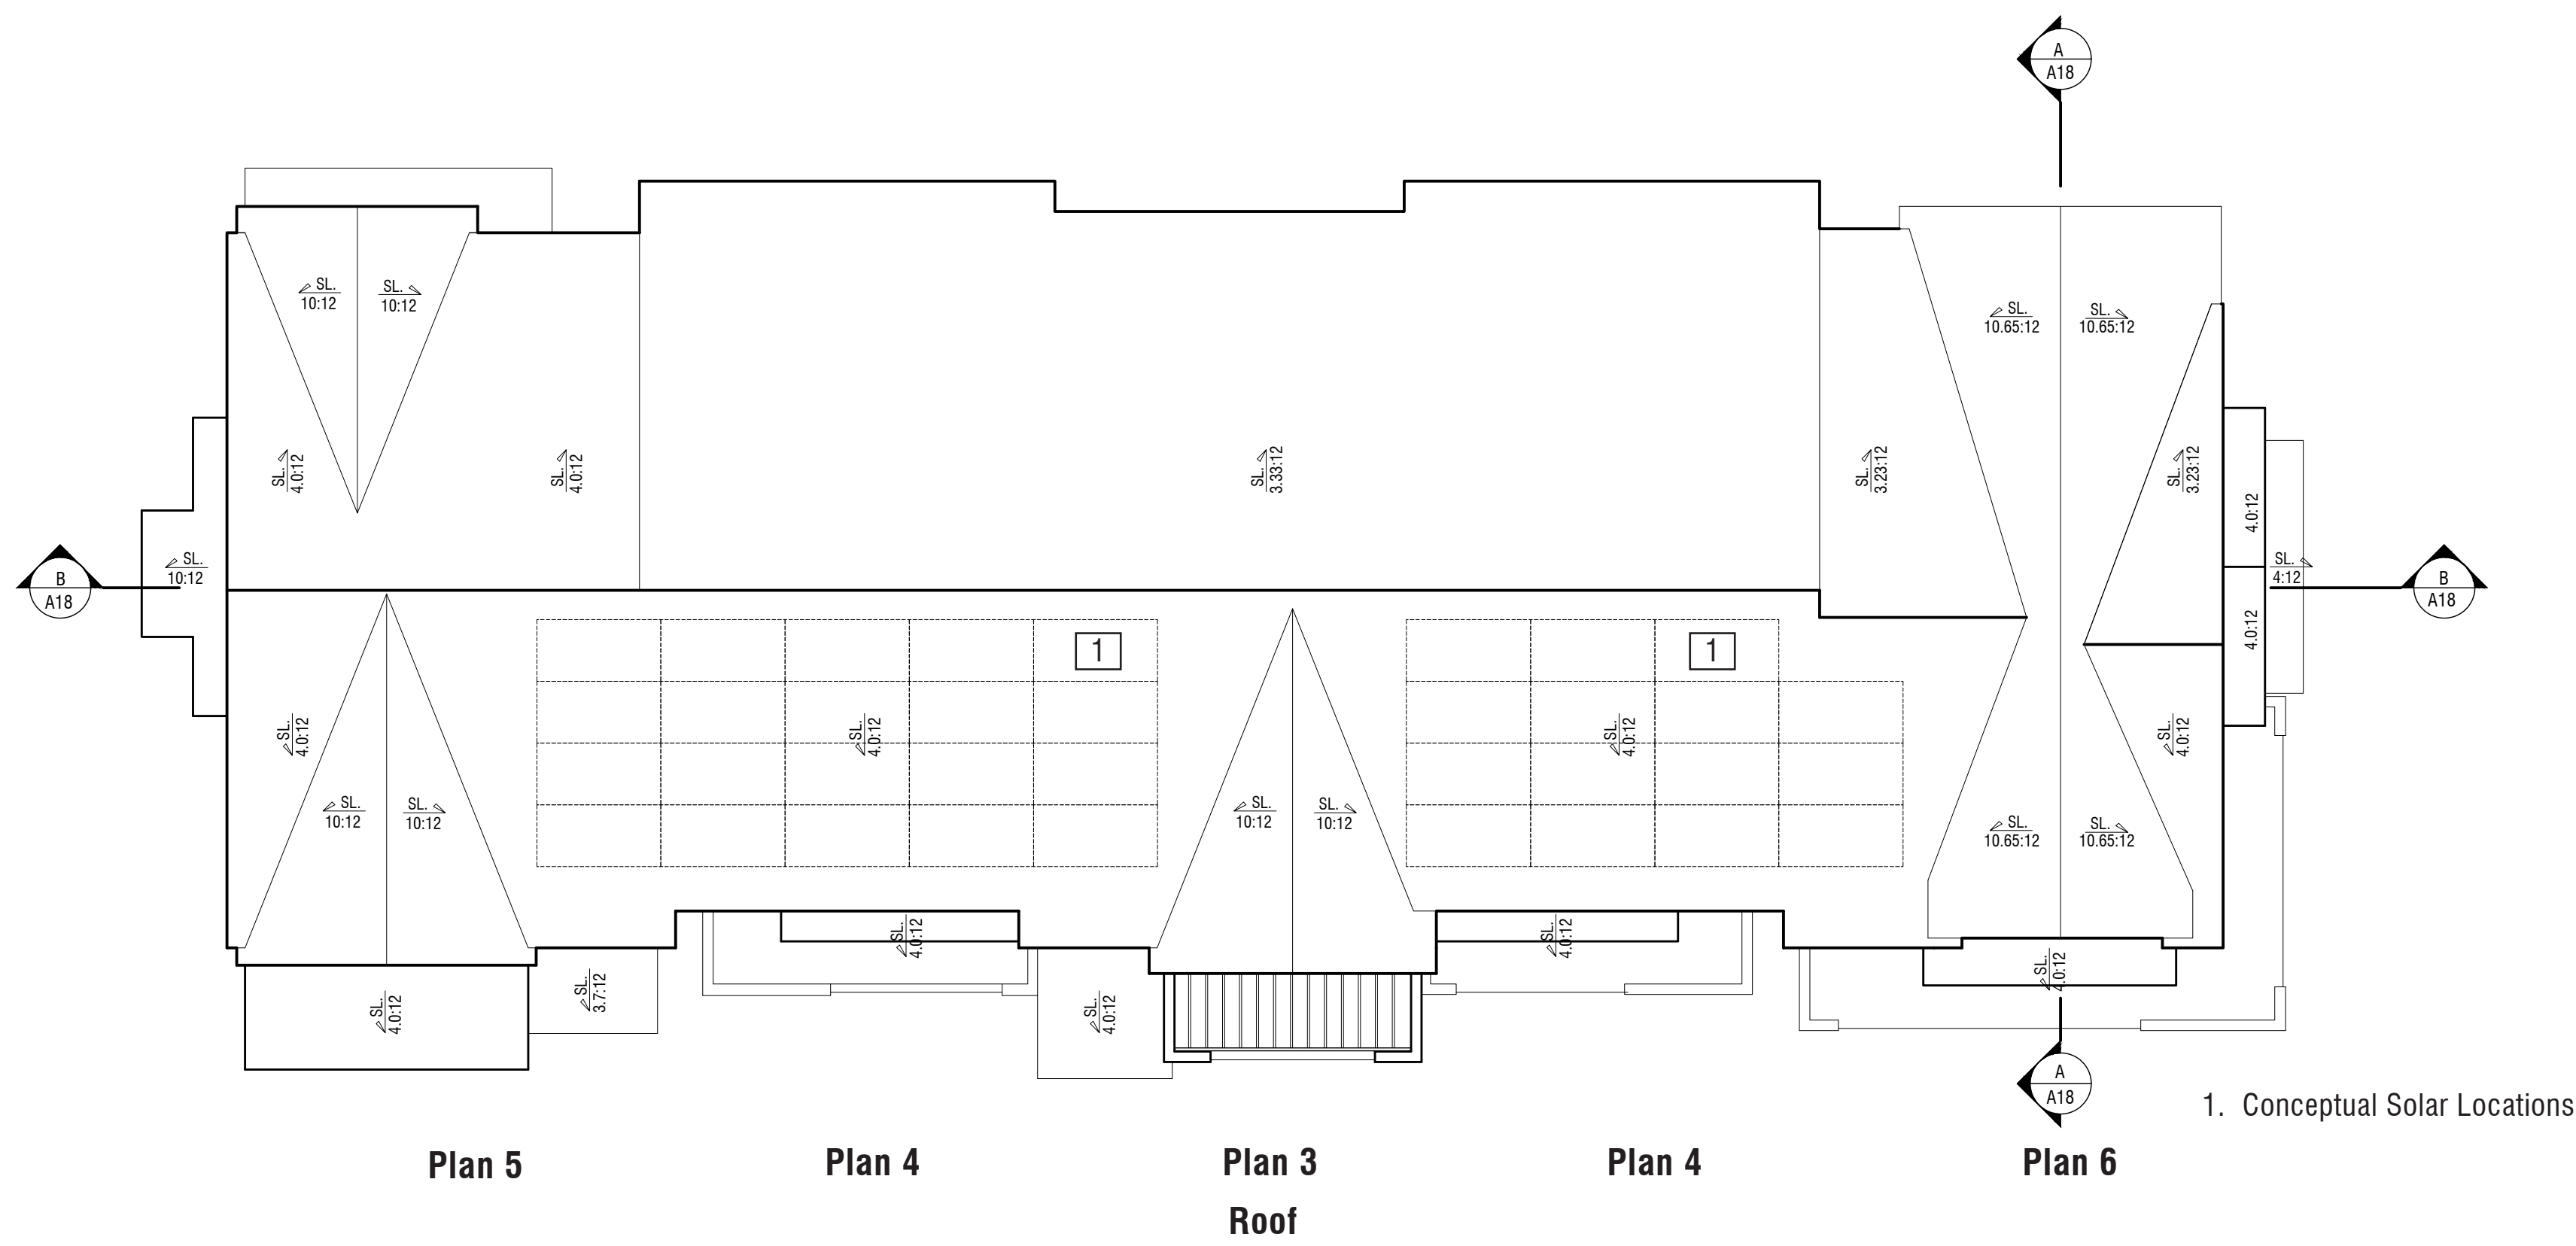 A
A18
SL.
10:12
SL.
10:12
SL.
10.65:12
SL.
10.65:12
SL.
4.0:12
SL.
4.0:12
SL.
3.33:12
SL.
3.23:12
SL.
3.23:12
4.0:12
SL.
10:12
SL.
4:12
B
A18
B
A18
4.0:12
1
1
SL.
4.0:12
SL.
4.0:12
SL.
4.0:12
SL.
4.0:12
SL.
10:12
SL.
10:12
SL.
10:12
SL.
10:12
SL.
10.65:12
SL.
10.65:12
SL.
4.0:12
SL.
4.0:12
SL.
4.0:12
SL.
4.0:12
SL.
3.7:12
SL.
4.0:12
A
A18
1. Conceptual Solar Locations
Plan 5
Plan 4
Plan 3
Plan 4
Plan 6
Roof